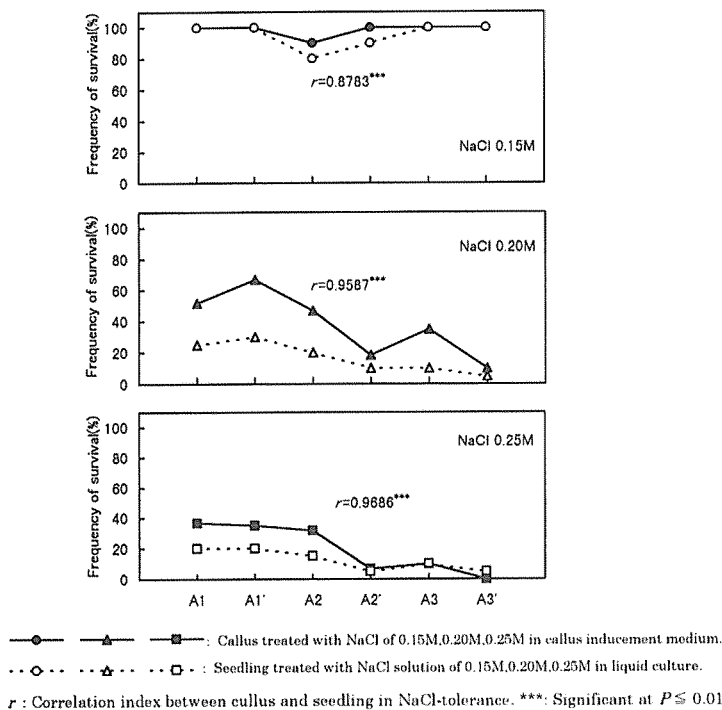 Frequency of survival(%)
100
80
60
40
20
0
r=0.8783***
NaCl 0.15M
Frequency of survival(%)
100
80
60
40
20
0
NaCl 0.20M
r=0.9587***
Frequency of survival(%)
100
80
60
40
20
0
NaCl 0.25M
r=0.9686***
A1 A1' A2 A2' A3 A3'
: Callus treated with NaCl of 0.15M,0.20M,0.25M in callus inducement medium.
: Seedling treated with NaCl solution of 0.15M,0.20M,0.25M in liquid culture.
r : Correlation index between cullus and seedling in NaCl-tolerance. ***: Significant at P≦ 0.01